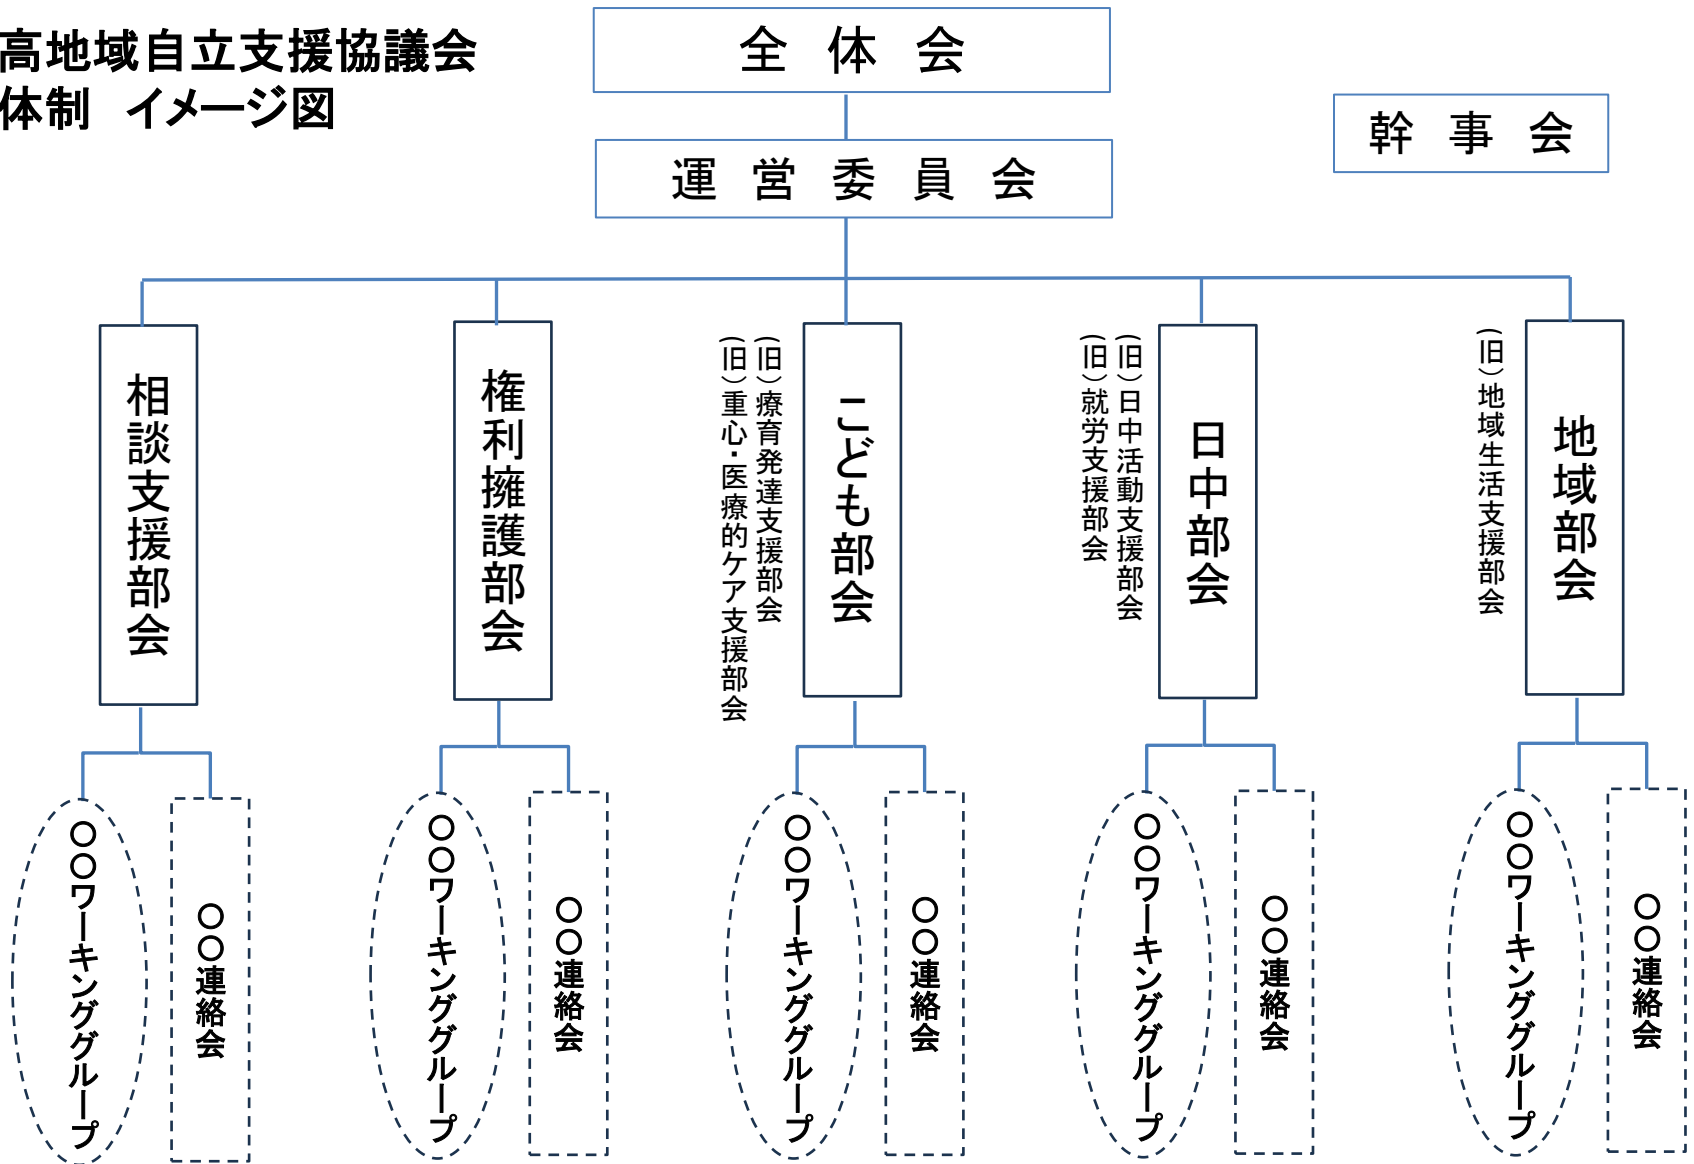 高地域自立支援協議会
体制　イメージ図
全　体　会
運　営　委　員　会
幹　事　会
相談支援部会
権利擁護部会
こども部会
(旧)療育発達支援部会
(旧)重心・医療的ケア支援部会
日中部会
(旧)日中活動支援部会
(旧)就労支援部会
地域部会
(旧)地域生活支援部会
〇〇ワーキンググループ
〇〇連絡会
〇〇ワーキンググループ
〇〇連絡会
〇〇ワーキンググループ
〇〇連絡会
〇〇ワーキンググループ
〇〇連絡会
〇〇ワーキンググループ
〇〇連絡会